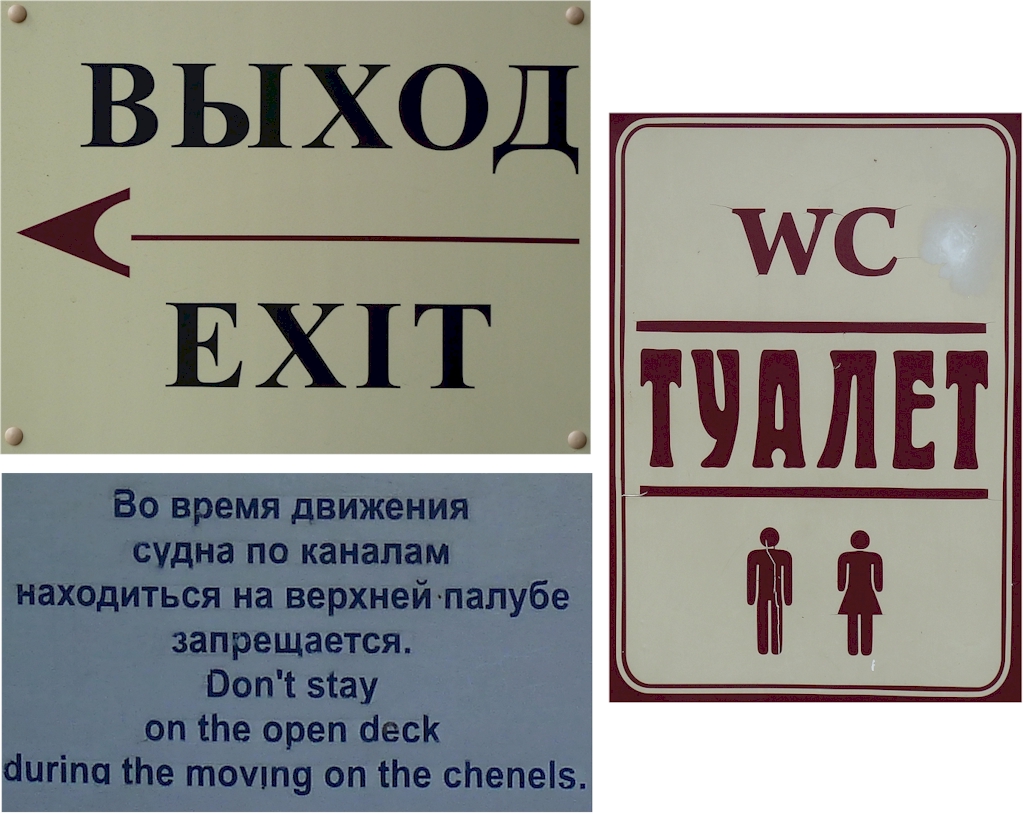 ВЫХОД
EXIT
Во время движения
судна по каналам
находиться на верхней палубе
запрещается.
Don't stay
on the open deck
during the moving on the chenels.
WC
ТУАЛЕТ